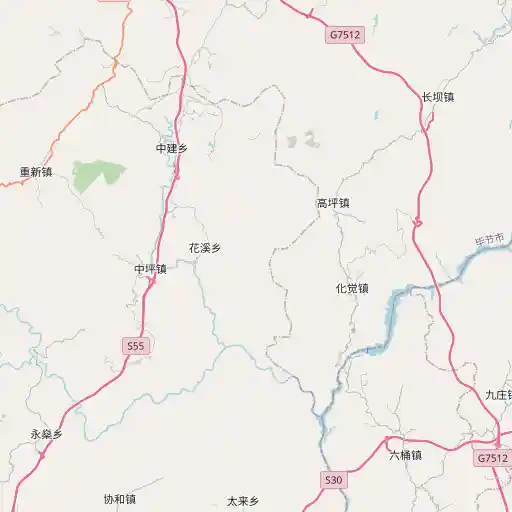 G7512
长坝镇
中建乡
重新镇
高坪镇
毕节市
花溪乡
中坪镇
化觉镇
S55
九庄镇
永燊乡
六桶镇
G7512
S30
协和镇
太来乡